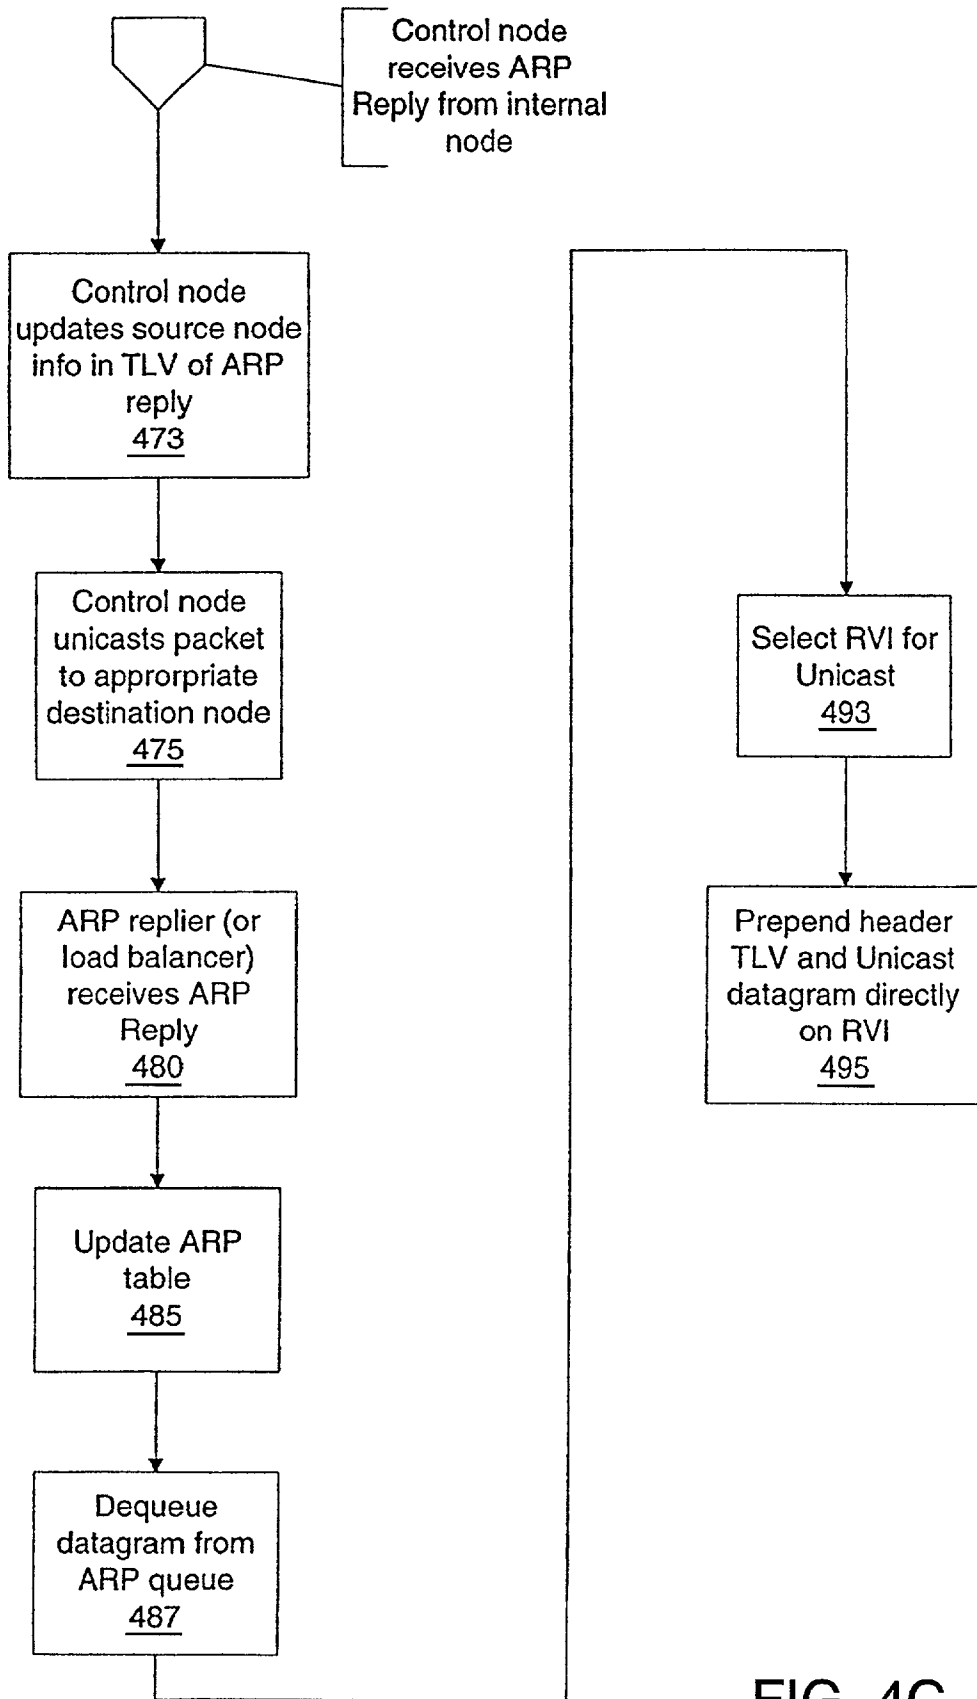 Control node
receives ARP
Reply from internal
node
Control node
updates source node
info in TLV of ARP
reply
473
Control node
unicasts packet
to approrpriate
destination node
475
ARP replier (or
load balancer)
receives ARP
Reply
480
Update ARP
table
485
Dequeue
datagram from
ARP queue
487
Select RVI for
Unicast
493
Prepend header
TLV and Unicast
datagram directly
on RVI
495
FIG. 4C